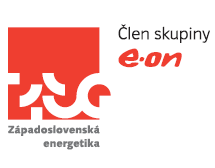 Člen skupiny
e·on
Západoslovenská
energetika